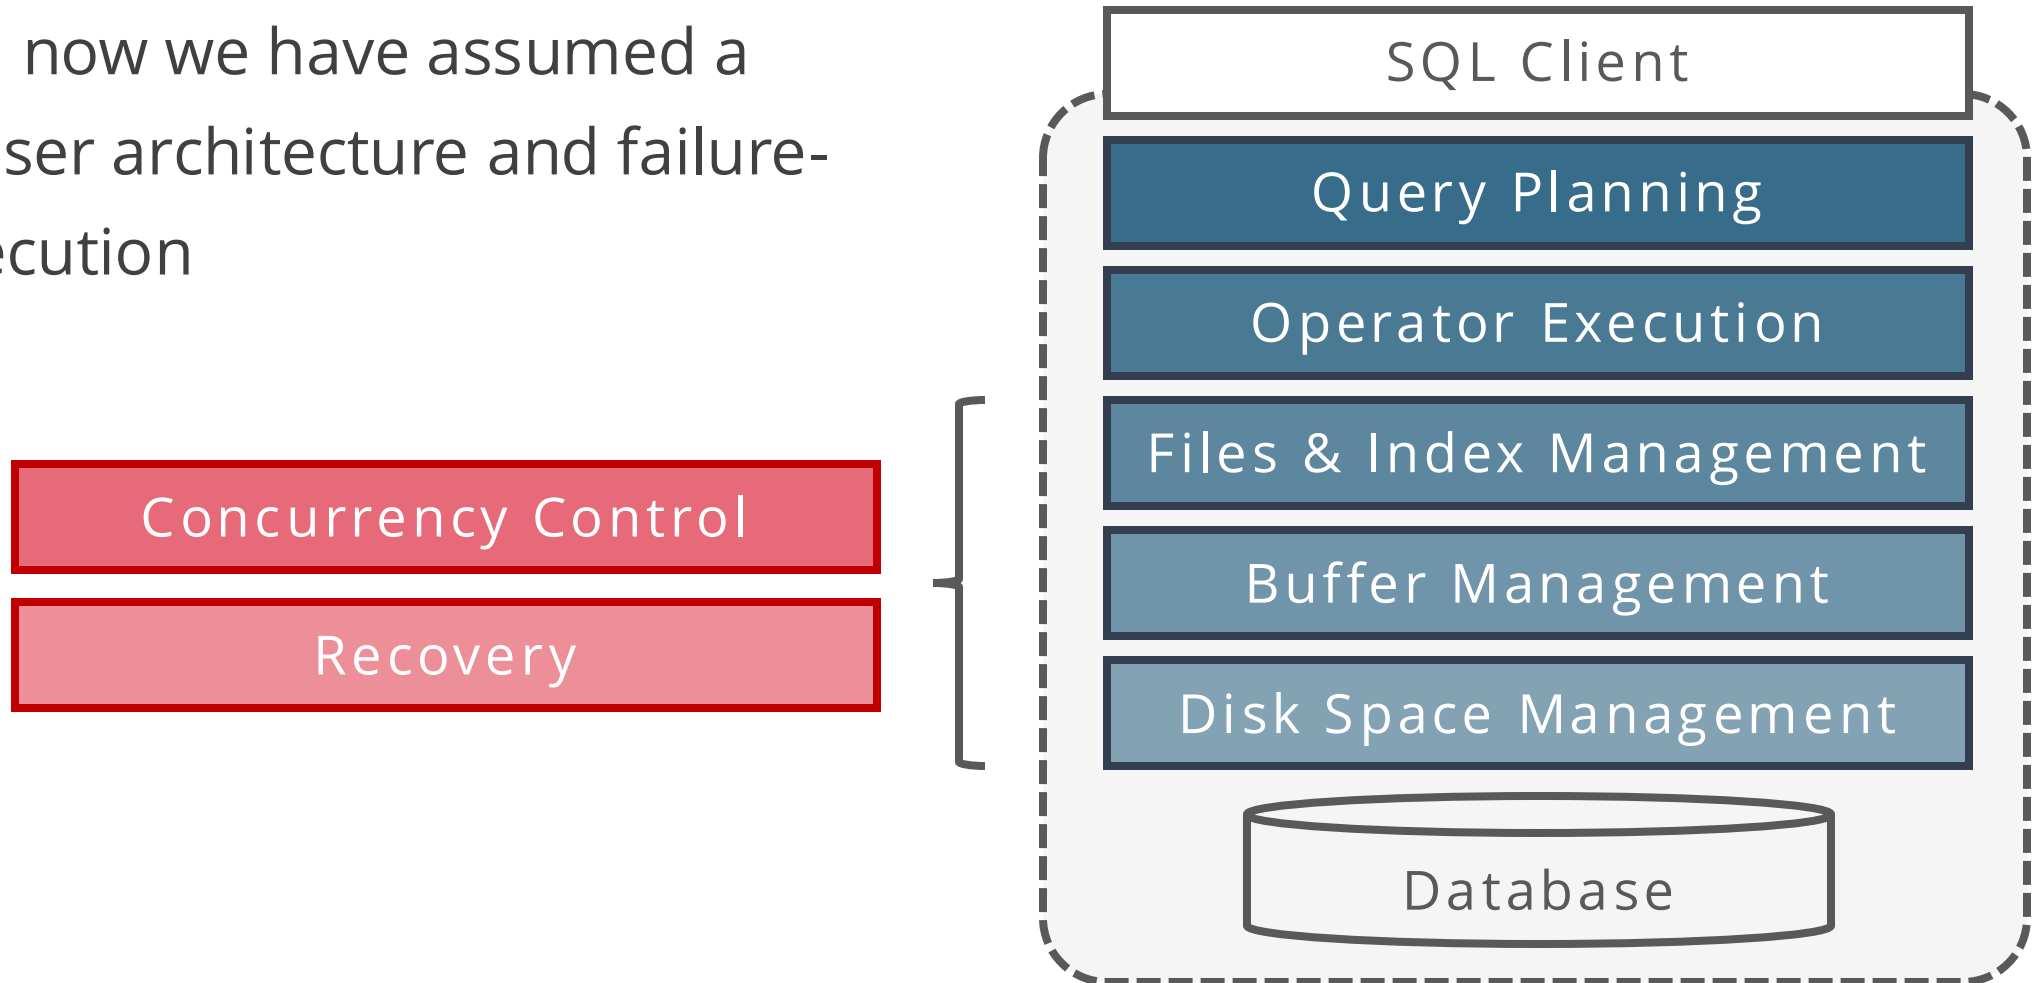 now we have assumed a
ser architecture and failure-
ecution
Concurrency Control
Recovery
SQL Client
Query Planning
Operator Execution
Files & Index Management
Buffer Management
Disk Space Management
Database